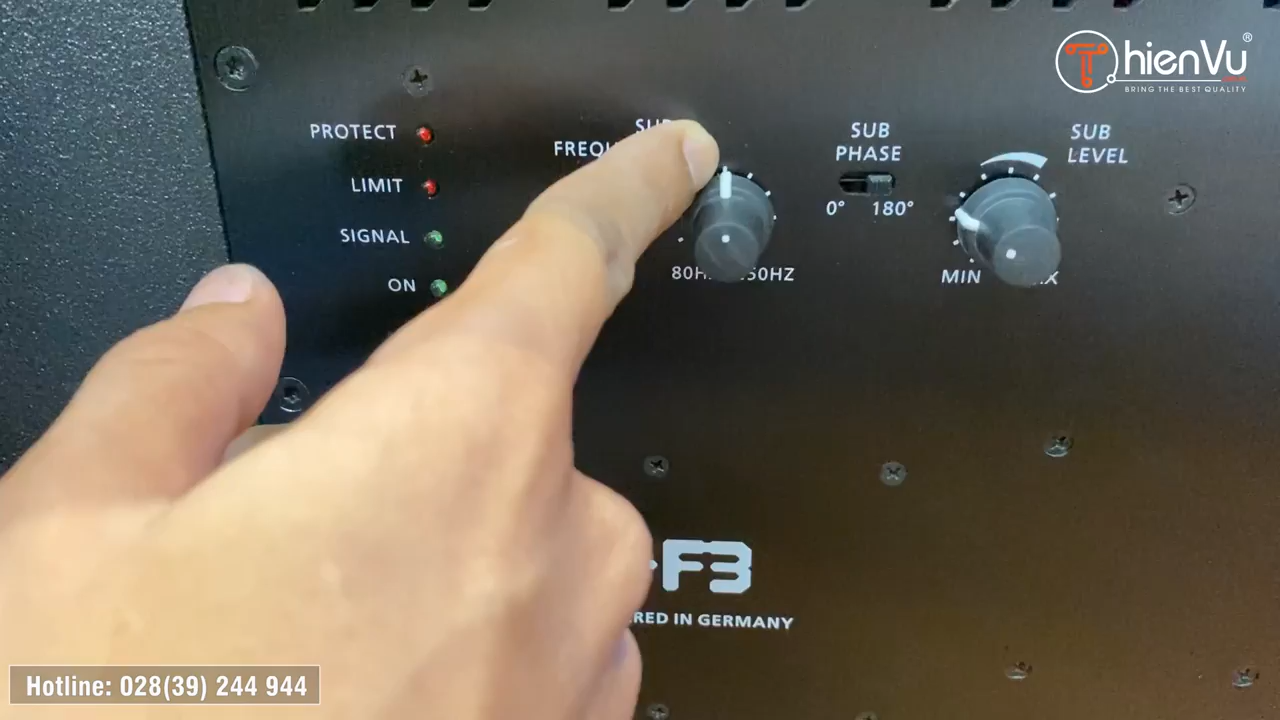 hienVu®
BRING THE BEST QUALITY
PROTECT
LIMIT
SIGNAL
ON
SUB
PHASE
0° 180°
SUB
LEVEL
MIN
F3
IN GERMANY
Hotline: 028(39) 244 944